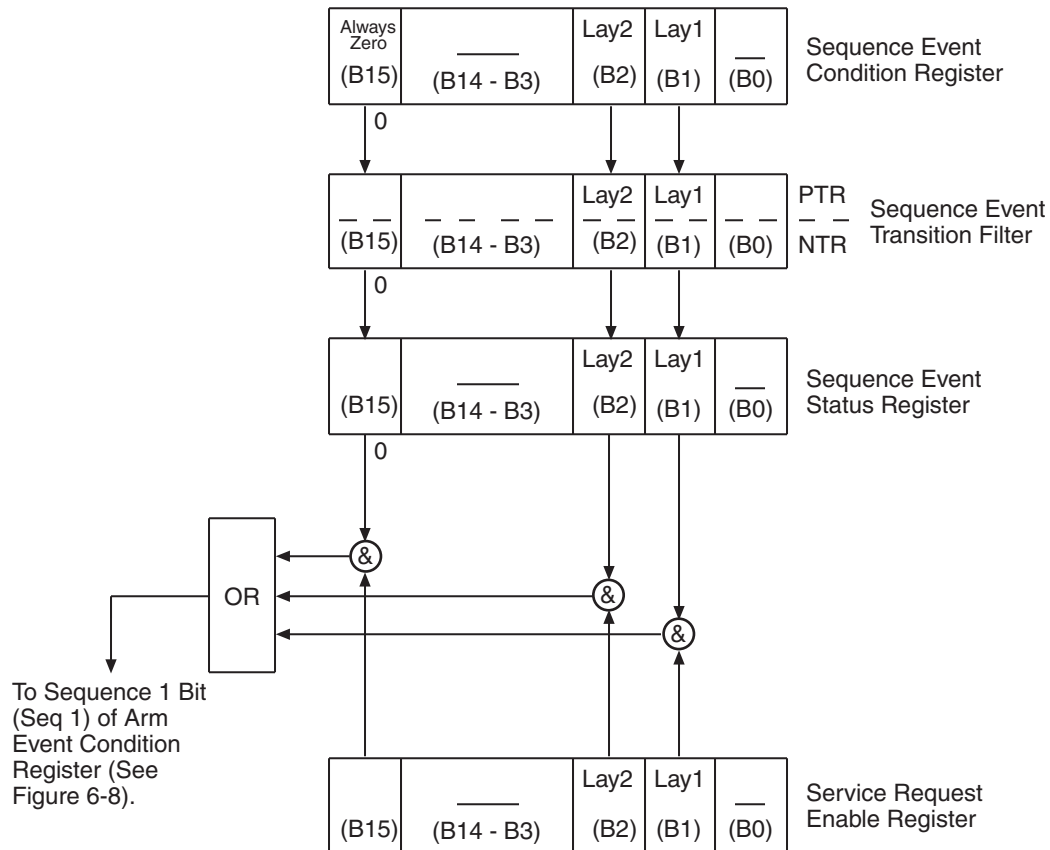 Always
Zero
(B15)
(B14 - B3)
Lay2
(B2)
Lay1
(B1)
(B0)
Sequence Event
Condition Register
0
(B15)
(B14 - B3)
Lay2
(B2)
Lay1
(B1)
(B0)
PTR
NTR
Sequence Event
Transition Filter
0
(B15)
(B14 - B3)
Lay2
(B2)
Lay1
(B1)
(B0)
Sequence Event
Status Register
0
&
&
&
OR
To Sequence 1 Bit
(Seq 1) of Arm
Event Condition
Register (See
Figure 6-8).
(B15)
(B14 - B3)
Lay2
(B2)
Lay1
(B1)
(B0)
Service Request
Enable Register